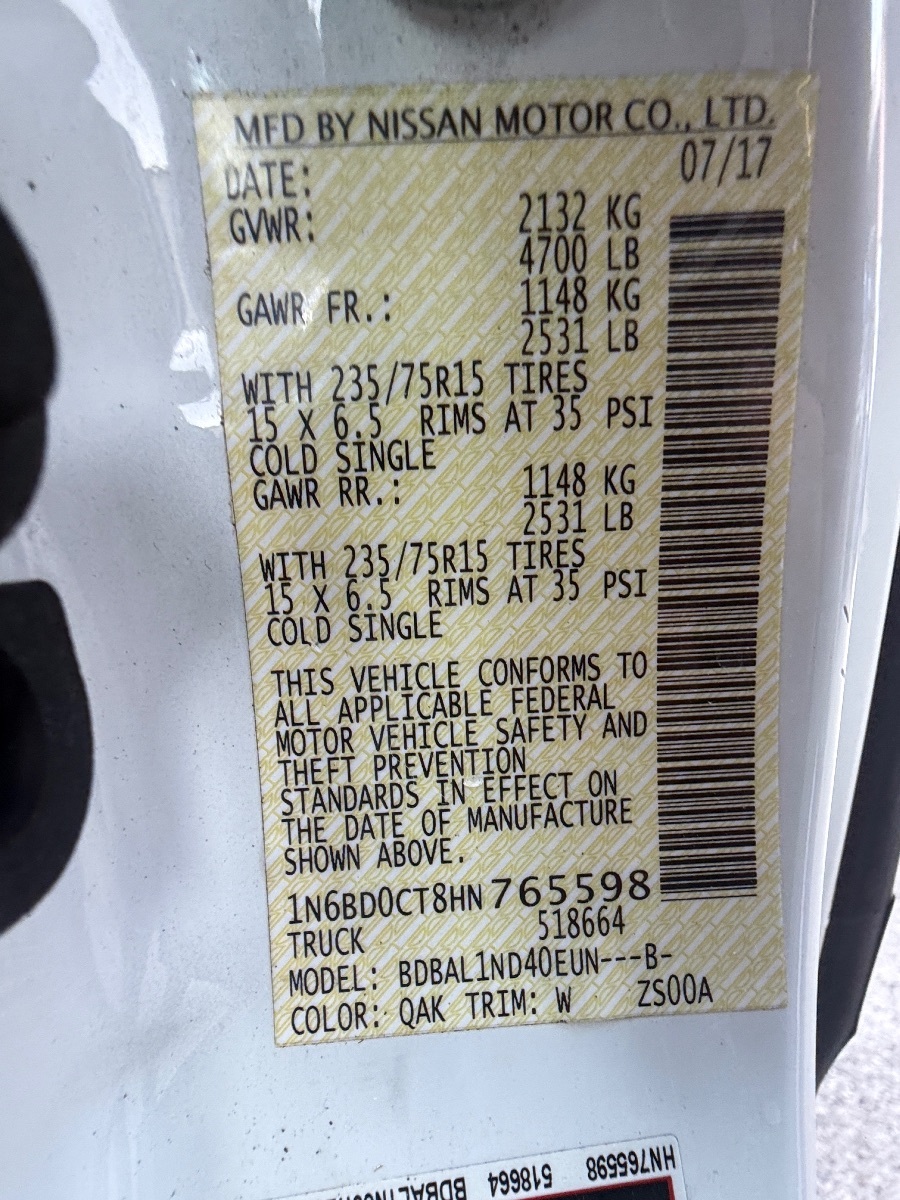 MFD BY NISSAN MOTOR CO., LTD.
DATE: 07/17
GVWR: 2132 KG
4700 LB
GAWR FR.: 1148 KG
2531 LB
WITH 235/75R15 TIRES
15 X 6.5 RIMS AT 35 PSI
COLD SINGLE
GAWR RR.: 1148 KG
2531 LB
WITH 235/75R15 TIRES
15 X 6.5 RIMS AT 35 PSI
COLD SINGLE
THIS VEHICLE CONFORMS TO
ALL APPLICABLE FEDERAL
MOTOR VEHICLE SAFETY AND
THEFT PREVENTION
STANDARDS IN EFFECT ON
THE DATE OF MANUFACTURE
SHOWN ABOVE.
1N6BD0CT8HN 765598
TRUCK 518664
MODEL: BDBAL1ND40EUN---B-
COLOR: QAK TRIM: W ZS00A
HN765598 518664